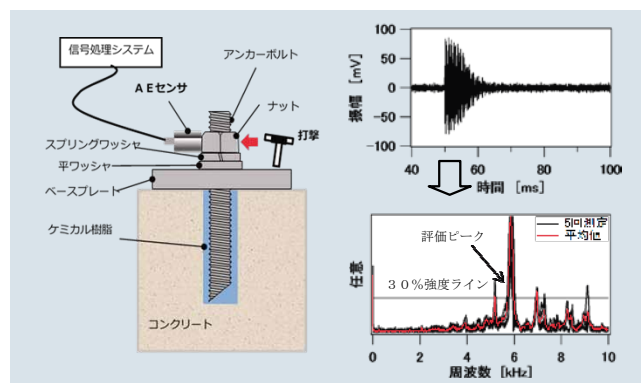 信号処理システム
アンカーボルト
ＡＥセンサ
ナット
打撃
スプリングワッシャ
平ワッシャ
ベースプレート
ケミカル樹脂
コンクリート
振幅 [mV]
100
50
0
-50
-100
40
60
80
100
時間 [ms]
任意
評価ピーク
３０％強度ライン
5回測定
平均値
0
2
4
6
8
10
周波数 [kHz]